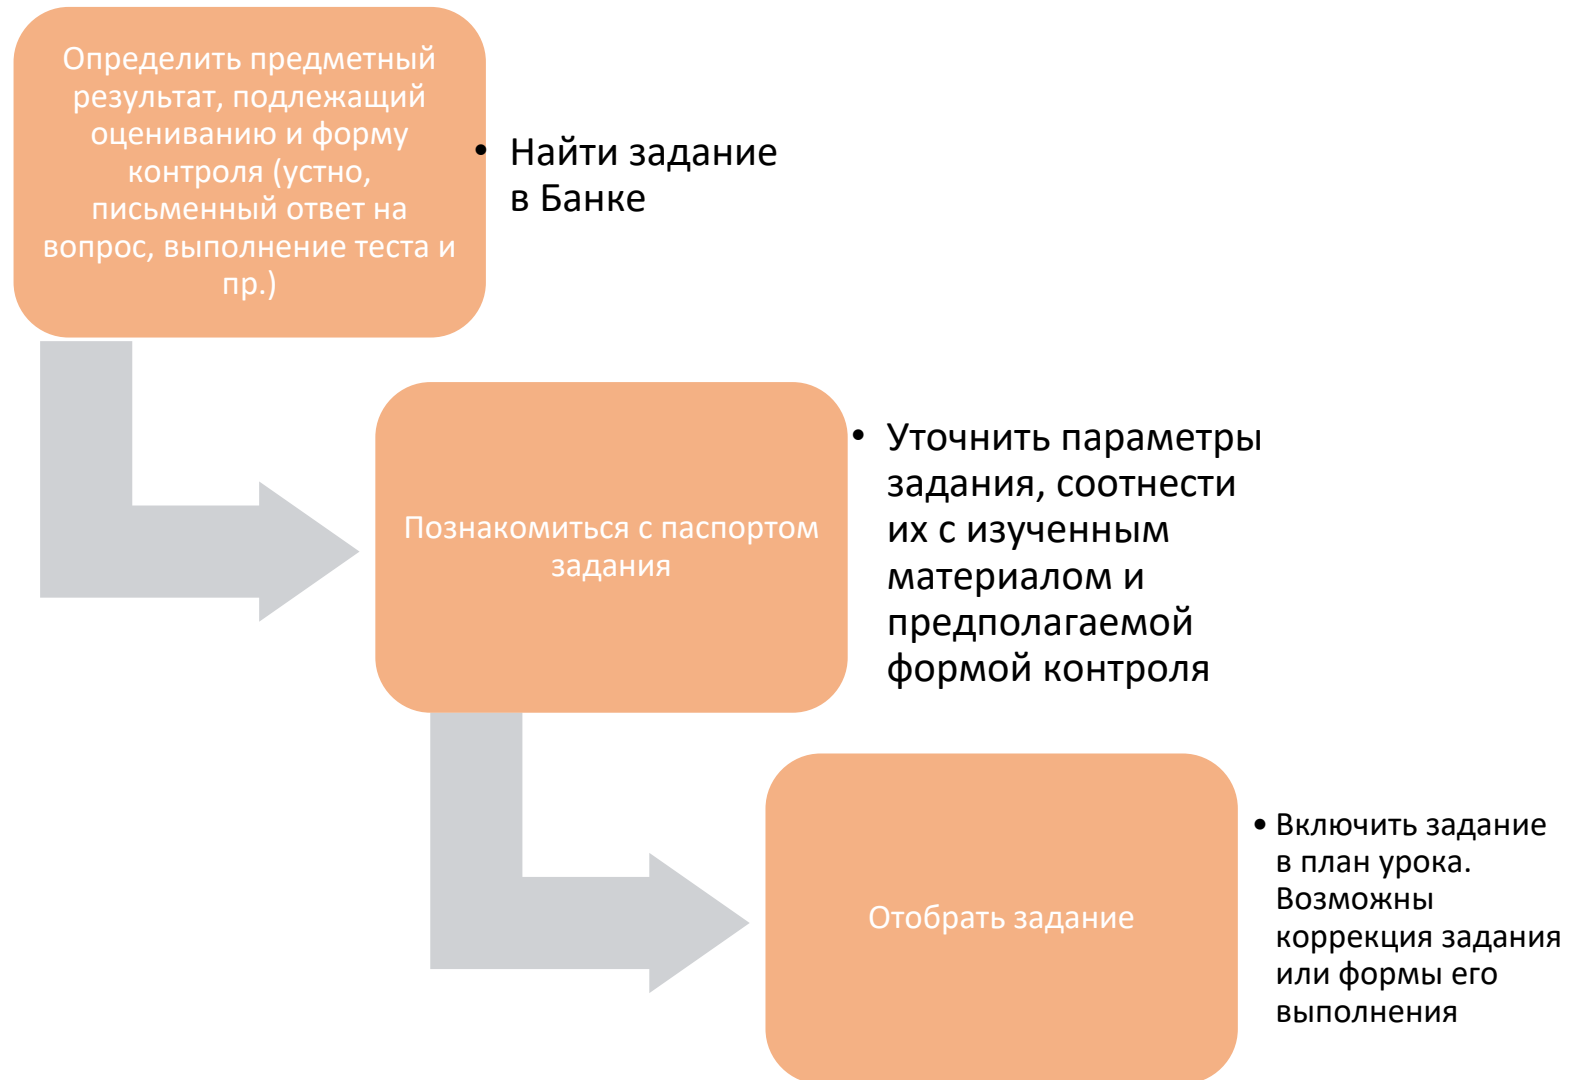 Определить предметный
результат, подлежащий
оцениванию и форму
контроля (устно,
письменный ответ на
вопрос, выполнение теста и
пр.)
• Найти задание
в Банке
Познакомиться с паспортом
задания
• Уточнить параметры
задания, соотнести
их с изученным
материалом и
предполагаемой
формой контроля
Отобрать задание
• Включить задание
в план урока.
Возможны
коррекция задания
или формы его
выполнения